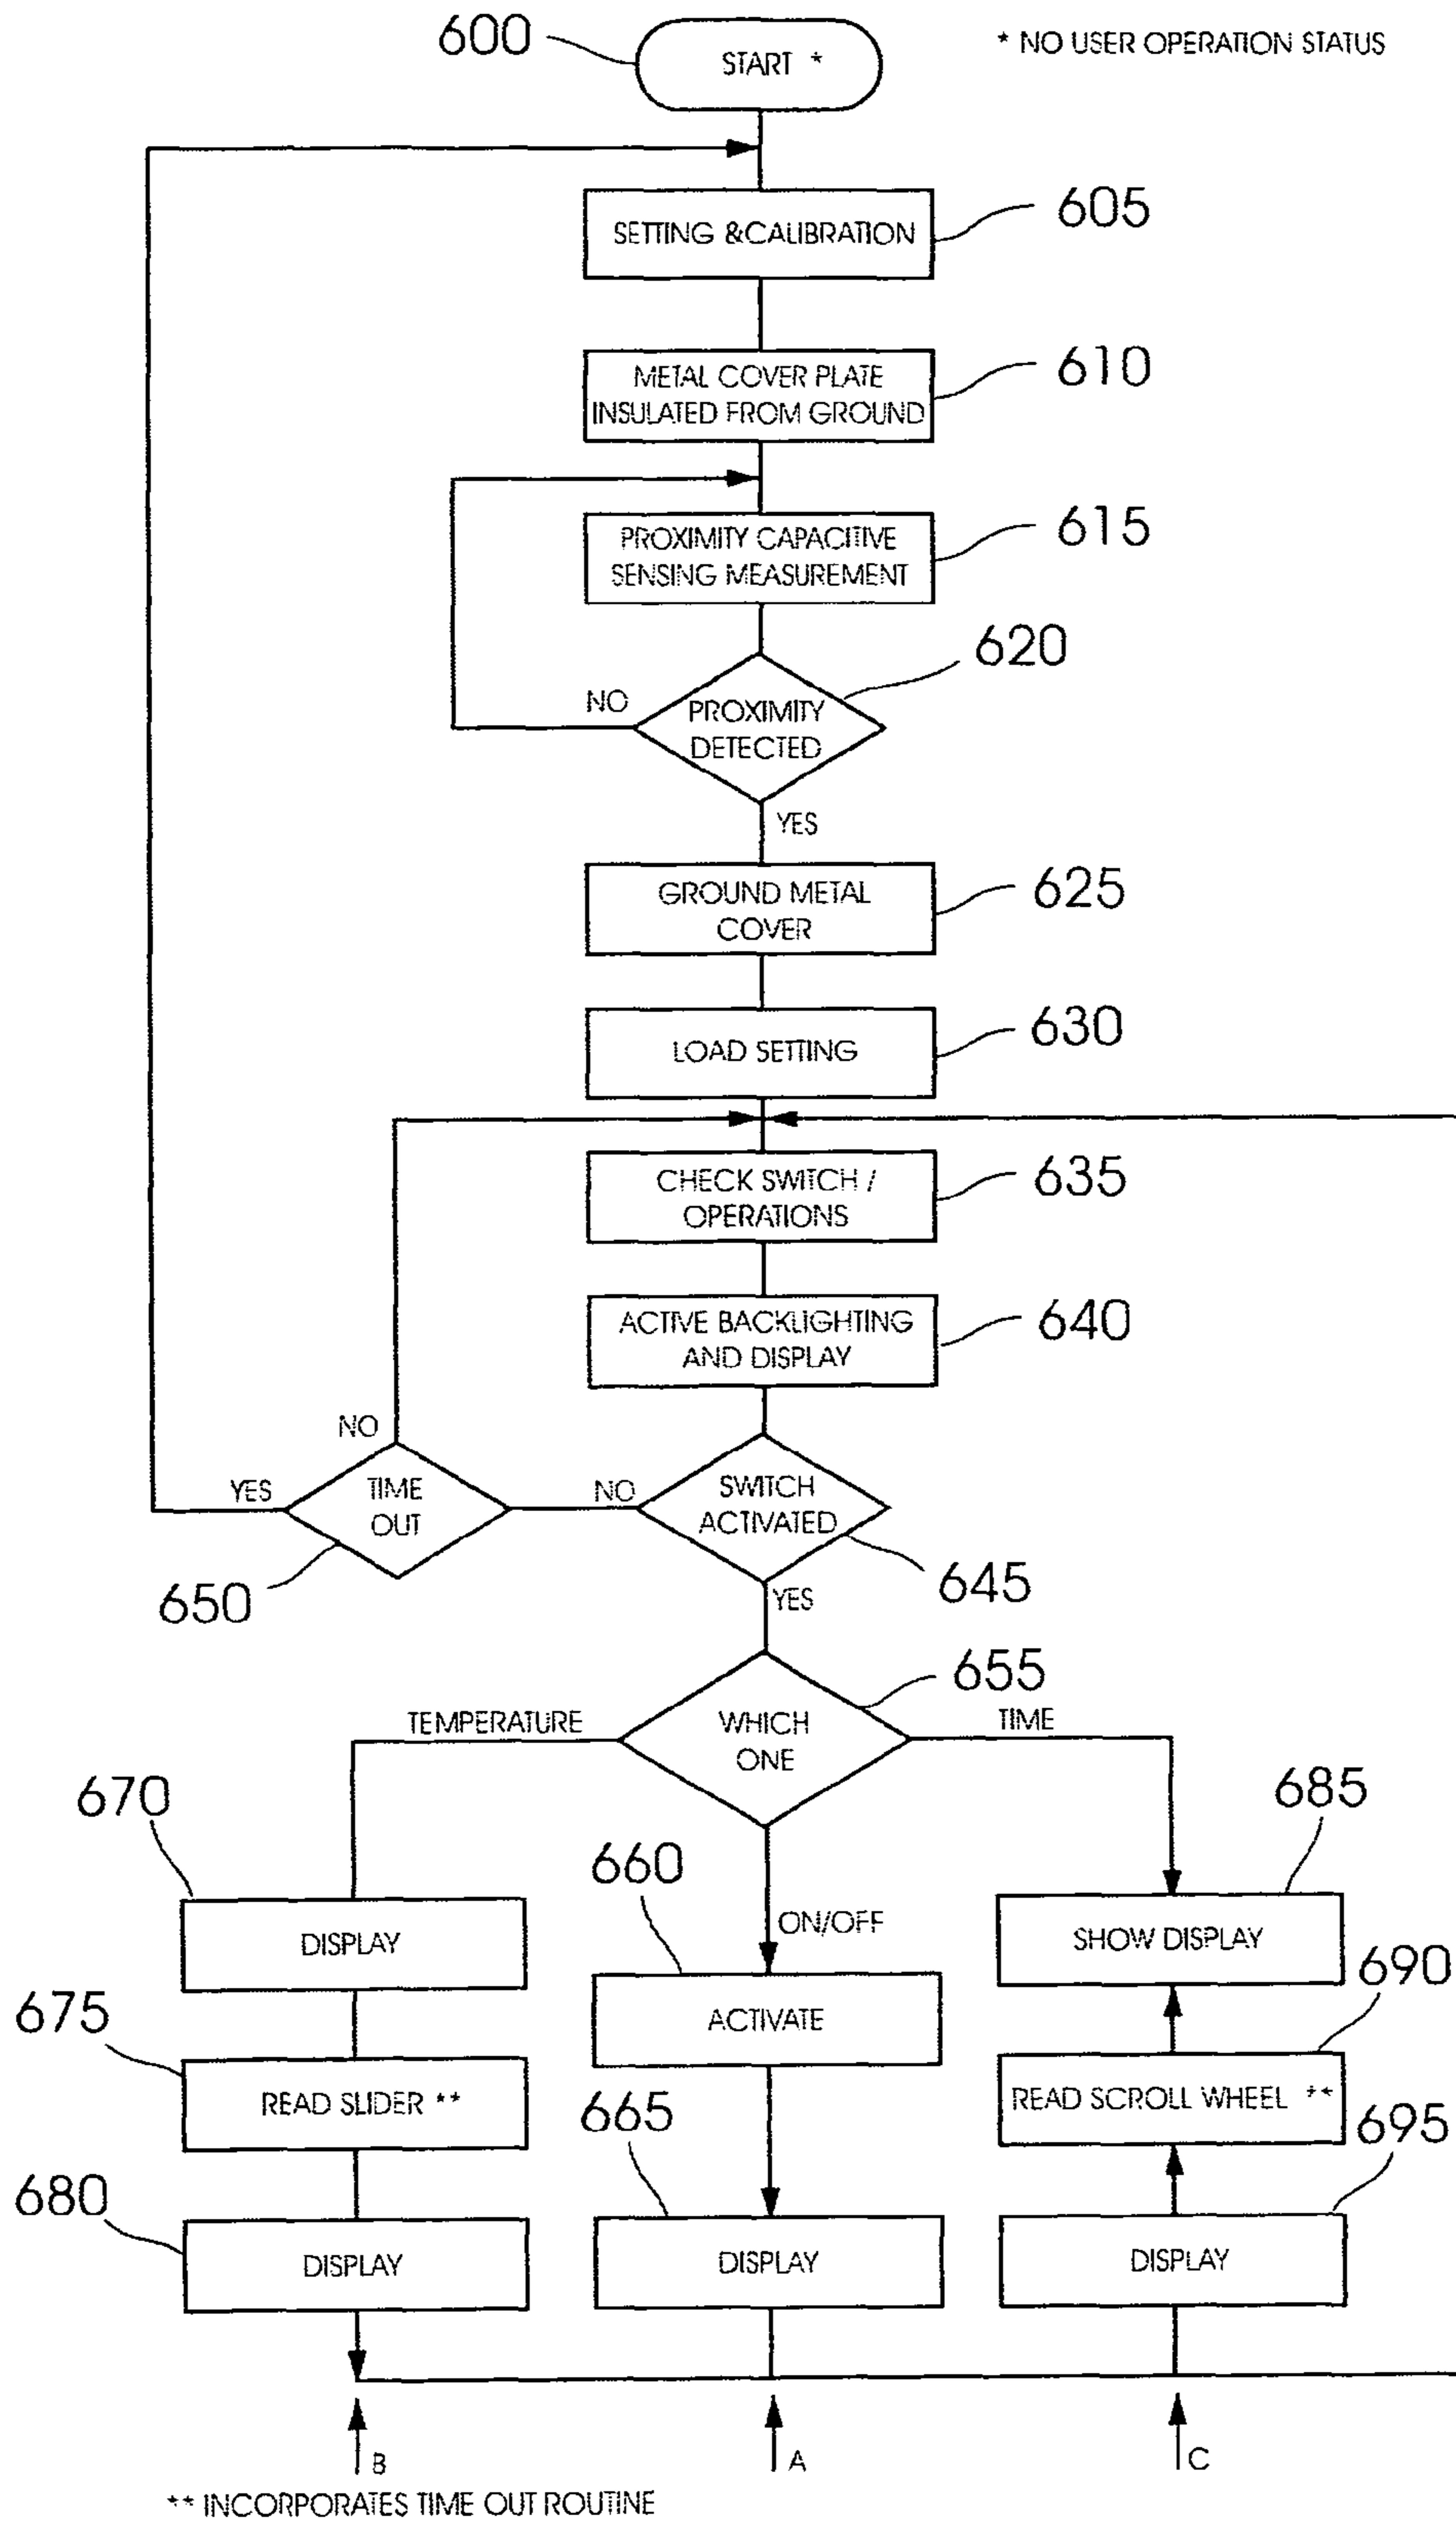 600
START *
* NO USER OPERATION STATUS
SETTING &CALIBRATION
605
METAL COVER PLATE
INSULATED FROM GROUND
610
PROXIMITY CAPACITIVE
SENSING MEASUREMENT
615
620
NO
PROXIMITY
DETECTED
YES
GROUND METAL
COVER
625
LOAD SETTING
630
CHECK SWITCH /
OPERATIONS
635
ACTIVE BACKLIGHTING
AND DISPLAY
640
NO
YES
TIME
OUT
NO
SWITCH
ACTIVATED
650
645
YES
655
TEMPERATURE
WHICH
ONE
TIME
670
660
685
ON/OFF
DISPLAY
ACTIVATE
SHOW DISPLAY
675
690
READ SLIDER **
READ SCROLL WHEEL **
665
695
680
DISPLAY
DISPLAY
DISPLAY
B
A
C
** INCORPORATES TIME OUT ROUTINE